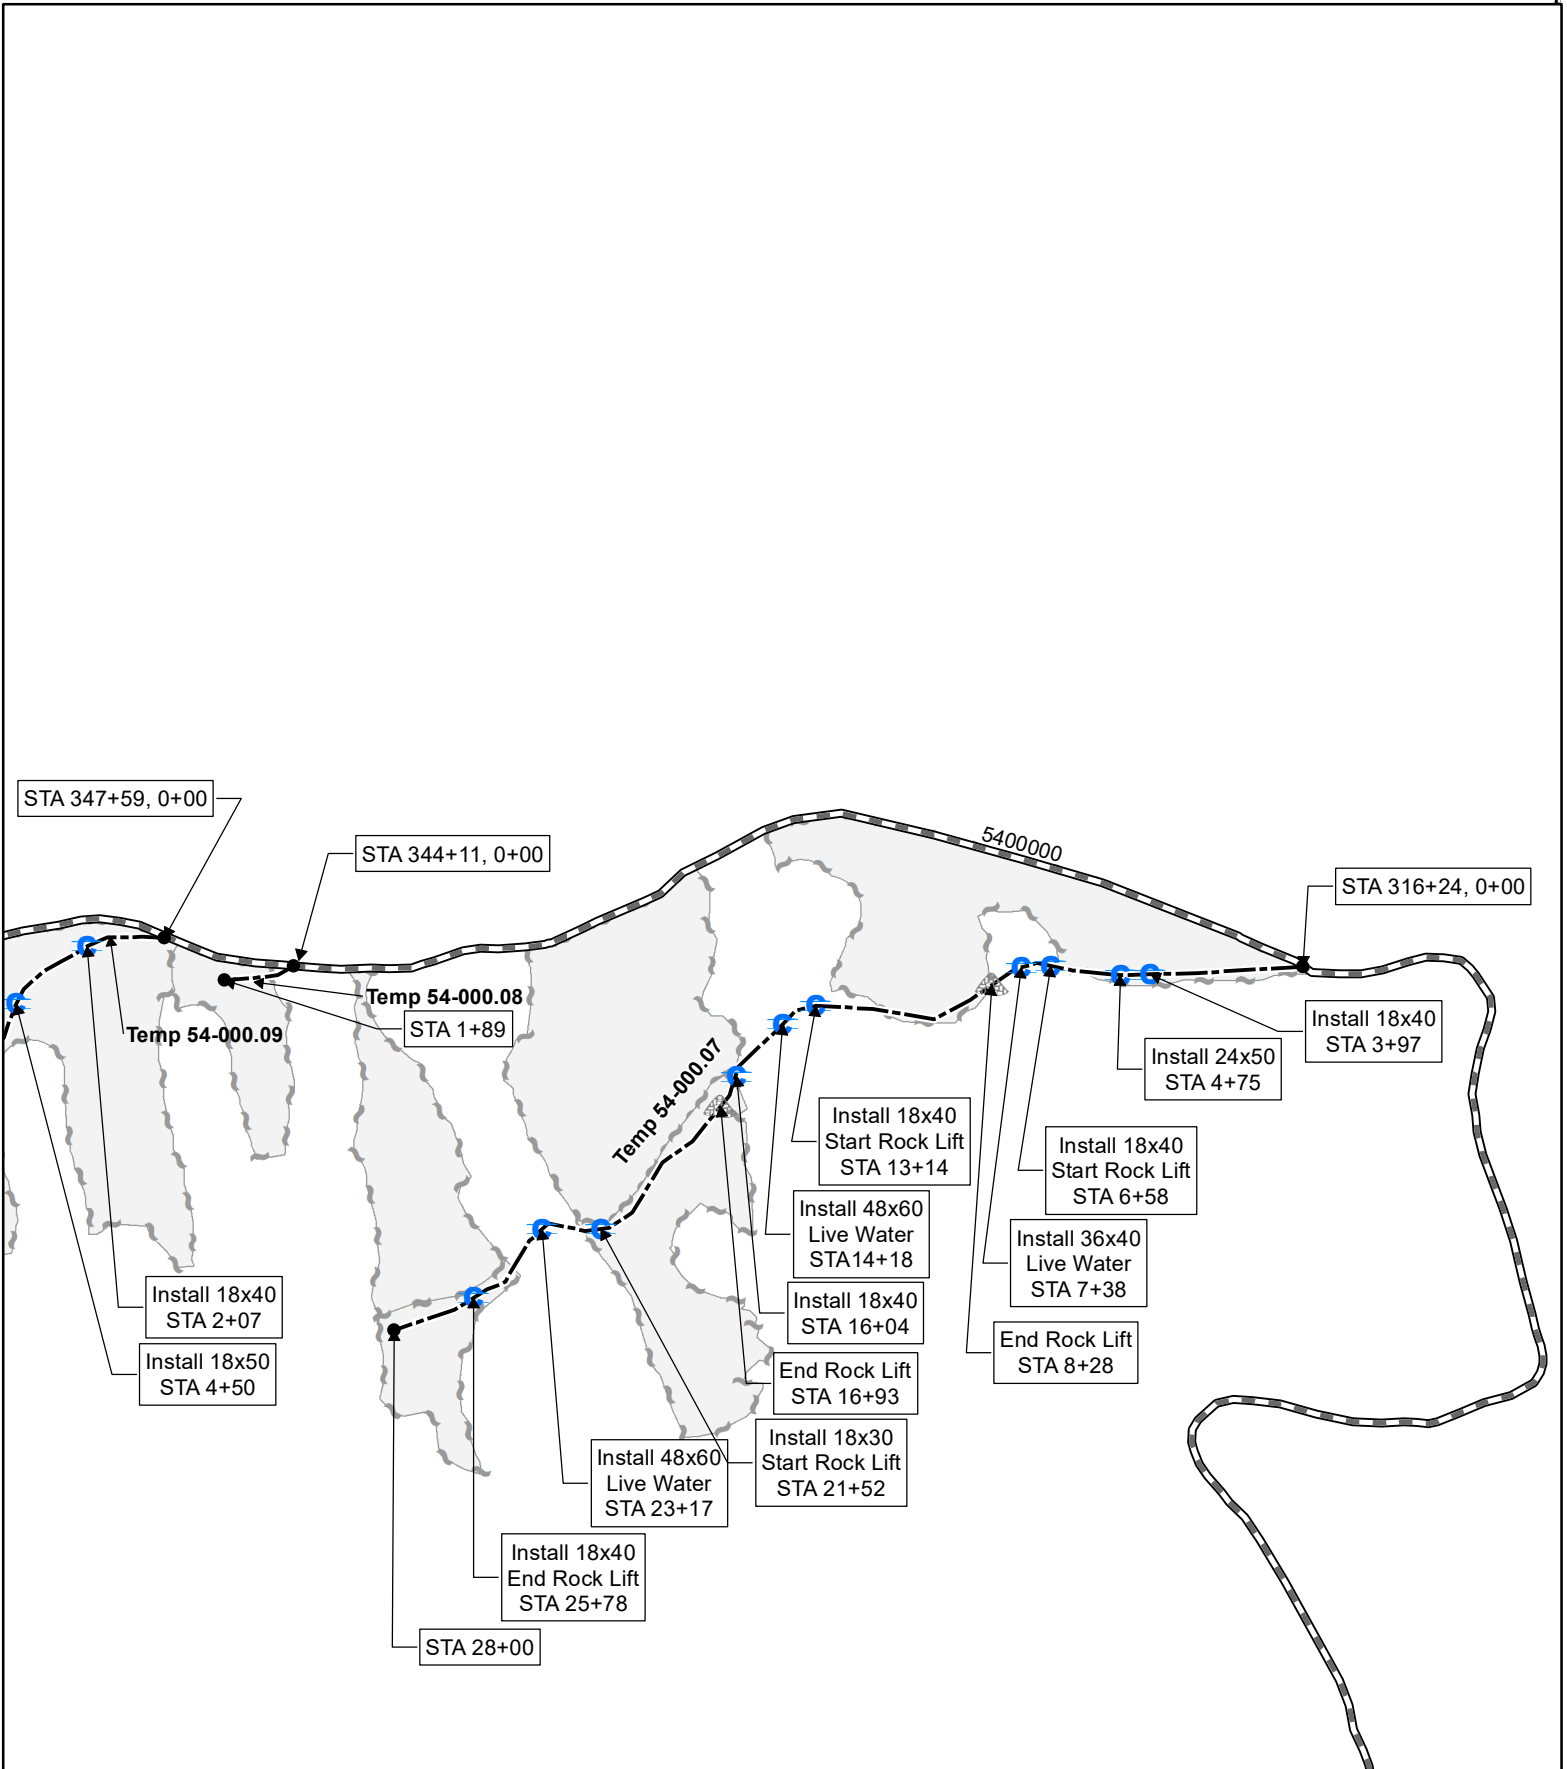 STA 347+59, 0+00
STA 344+11, 0+00
5400000
STA 316+24, 0+00
Temp 54-000.08
STA 1+89
Temp 54-000.09
Temp 54-000.07
Install 18x40
STA 3+97
Install 24x50
STA 4+75
Install 18x40
Start Rock Lift
STA 13+14
Install 18x40
Start Rock Lift
STA 6+58
Install 48x60
Live Water
STA14+18
Install 36x40
Live Water
STA 7+38
Install 18x40
STA 2+07
Install 18x40
STA 16+04
End Rock Lift
STA 8+28
Install 18x50
STA 4+50
End Rock Lift
STA 16+93
Install 18x30
Start Rock Lift
STA 21+52
Install 48x60
Live Water
STA 23+17
Install 18x40
End Rock Lift
STA 25+78
STA 28+00